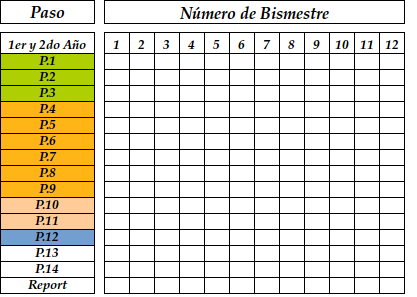 Paso Número de Bismestre
1er y 2do Año 1 2 3 4 5 6 7 8 9 10 11 12
P.1
P.2
P.3
P.4
P.5
P.6
P.7
P.8
P.9
P.10
P.11
P.12
P.13
P.14
Report